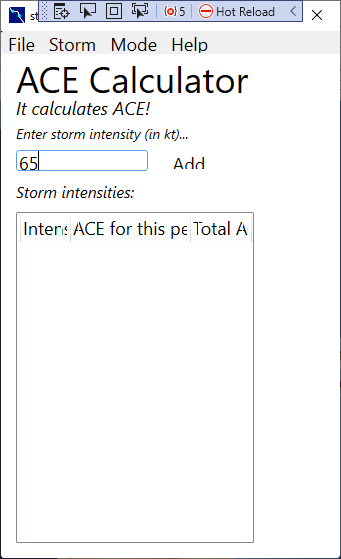 st
5
Hot Reload
File Storm Mode Help
ACE Calculator
It calculates ACE!
Enter storm intensity (in kt)...
65 Add
Storm intensities:
Intens ACE for this pe Total A